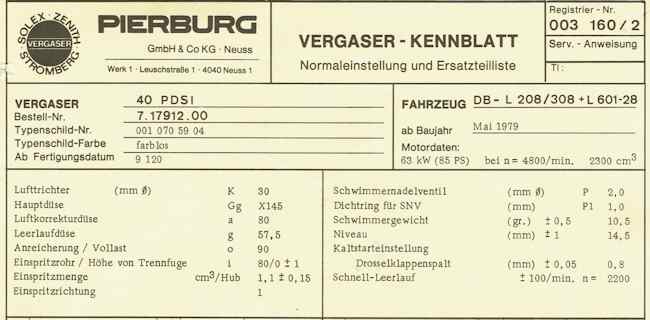 SOLEX · ZENITH
VERGASER
STROMBERG
PIERBURG
GmbH & Co KG · Neuss
Werk 1 · Leuschstraße 1 · 4040 Neuss 1
VERGASER - KENNBLATT
Normaleinstellung und Ersatzteilliste
Registrier - Nr.
003 160/2
Serv. - Anweisung
TI:
VERGASER 40 PDSI
Bestell-Nr. 7.17912.00
Typenschild-Nr. 001 070 59 04
Typenschild-Farbe farblos
Ab Fertigungsdatum 9 120
FAHRZEUG DB - L 208/308 + L 601-28
ab Baujahr Mai 1979
Motordaten:
63 kW (85 PS) bei n = 4800/min. 2300 cm³
Lufttrichter (mm Ø) K 30
Hauptdüse Gg X145
Luftkorrekturdüse a 80
Leerlaufdüse g 57,5
Anreicherung / Vollast o 90
Einspritzrohr / Höhe von Trennfuge i 80/0 ± 1
Einspritzmenge cm³/Hub 1,1 ± 0,15
Einspritzrichtung 1
Schwimmernadelventil (mm Ø) P 2,0
Dichtring für SNV (mm) P1 1,0
Schwimmergewicht (gr.) ± 0,5 10,5
Niveau (mm) ± 1 14,5
Kaltstarteinstellung
Drosselklappenspalt (mm) ± 0,05 0,8
Schnell-Leerlauf ± 100/min. n = 2200